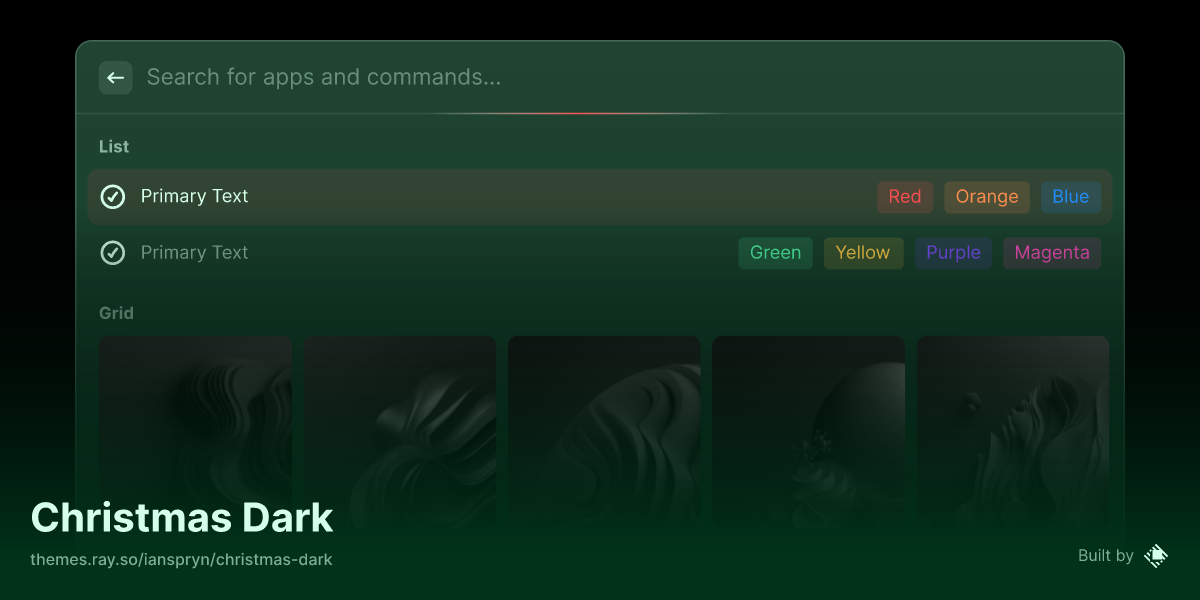 Search for apps and commands...
List
Primary Text Red Orange Blue
Primary Text Green Yellow Purple Magenta
Grid
Christmas Dark
themes.ray.so/ianspryn/christmas-dark
Built by